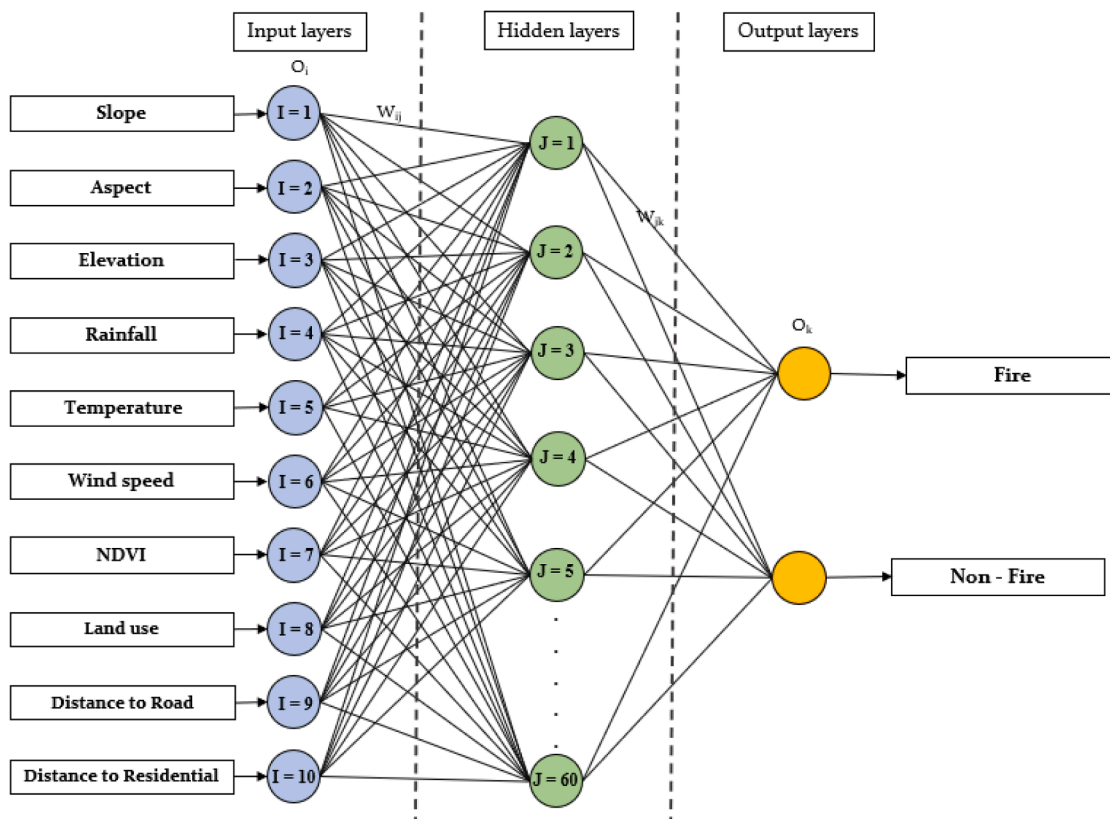 Input layers
Hidden layers
Output layers
Oᵢ
Slope
I = 1
Wᵢⱼ
J = 1
Aspect
I = 2
Wⱼₖ
Elevation
I = 3
J = 2
Rainfall
I = 4
J = 3
Oₖ
Fire
Temperature
I = 5
Wind speed
I = 6
J = 4
NDVI
I = 7
J = 5
Non - Fire
Land use
I = 8
Distance to Road
I = 9
Distance to Residential
I = 10
J = 60